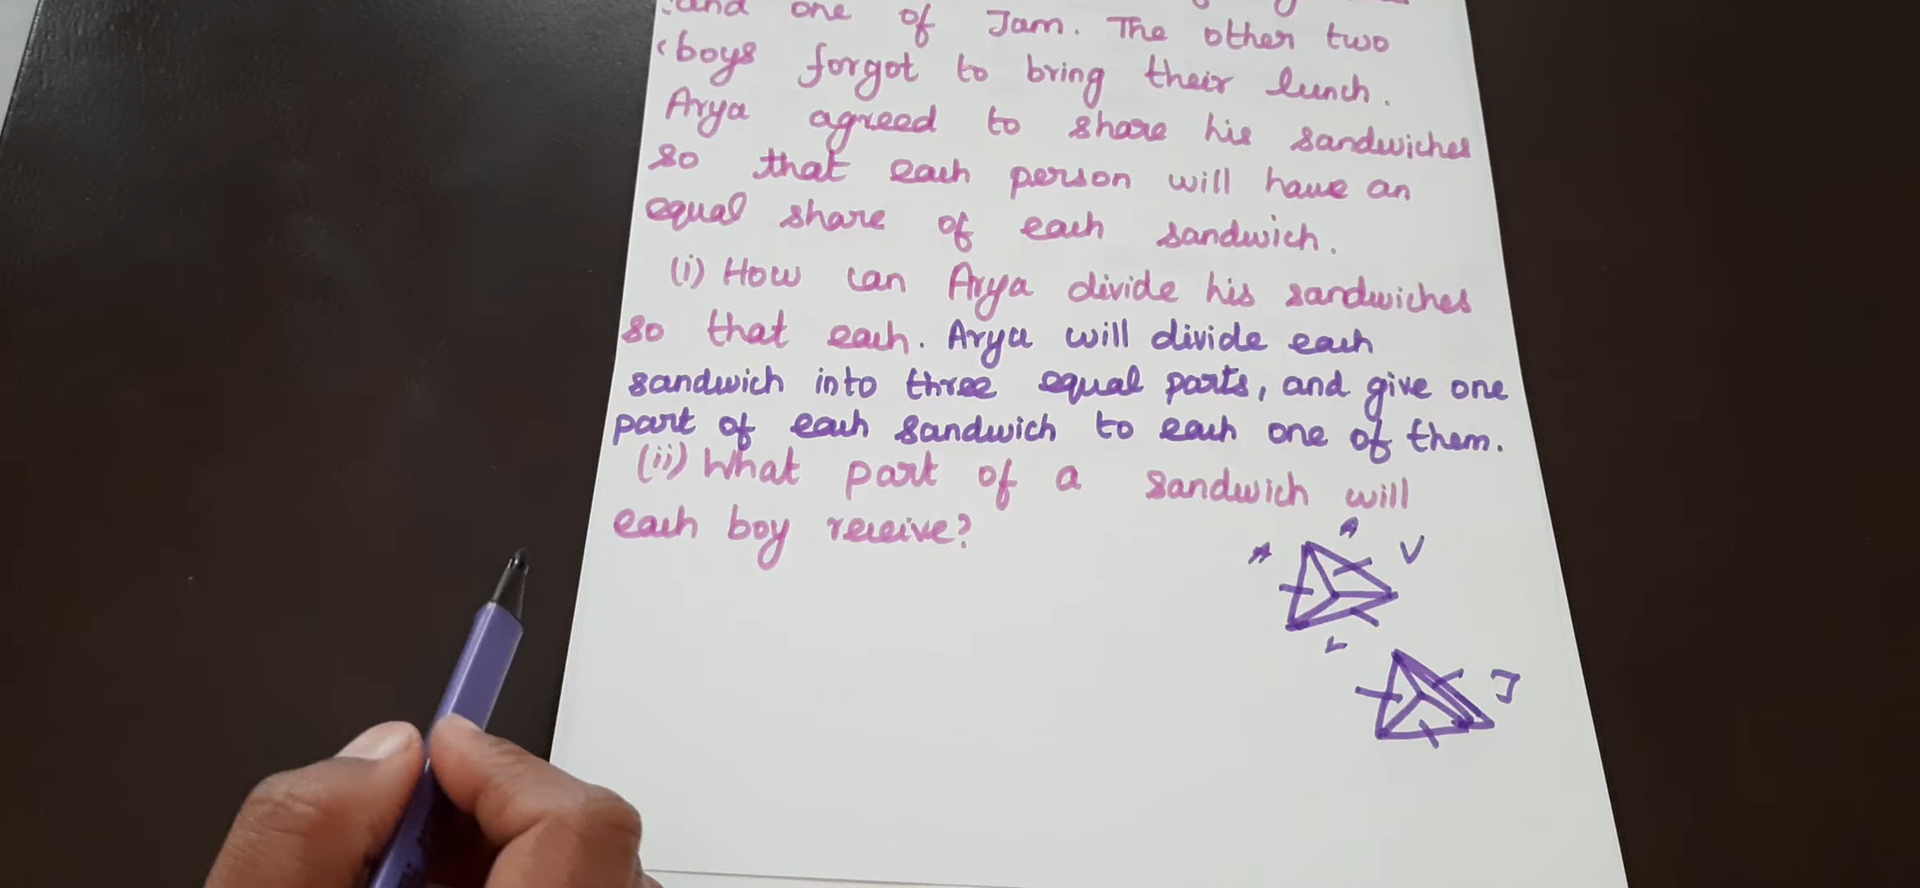 and one of Jam. The other two
boys forgot to bring their lunch.
Arya agreed to share his sandwiches
so that each person will have an
equal share of each sandwich.
(i) How can Arya divide his sandwiches
so that each. Arya will divide each
sandwich into three equal parts, and give one
part of each sandwich to each one of them.
(ii) What part of a sandwich will
each boy receive?
A
A
V
J